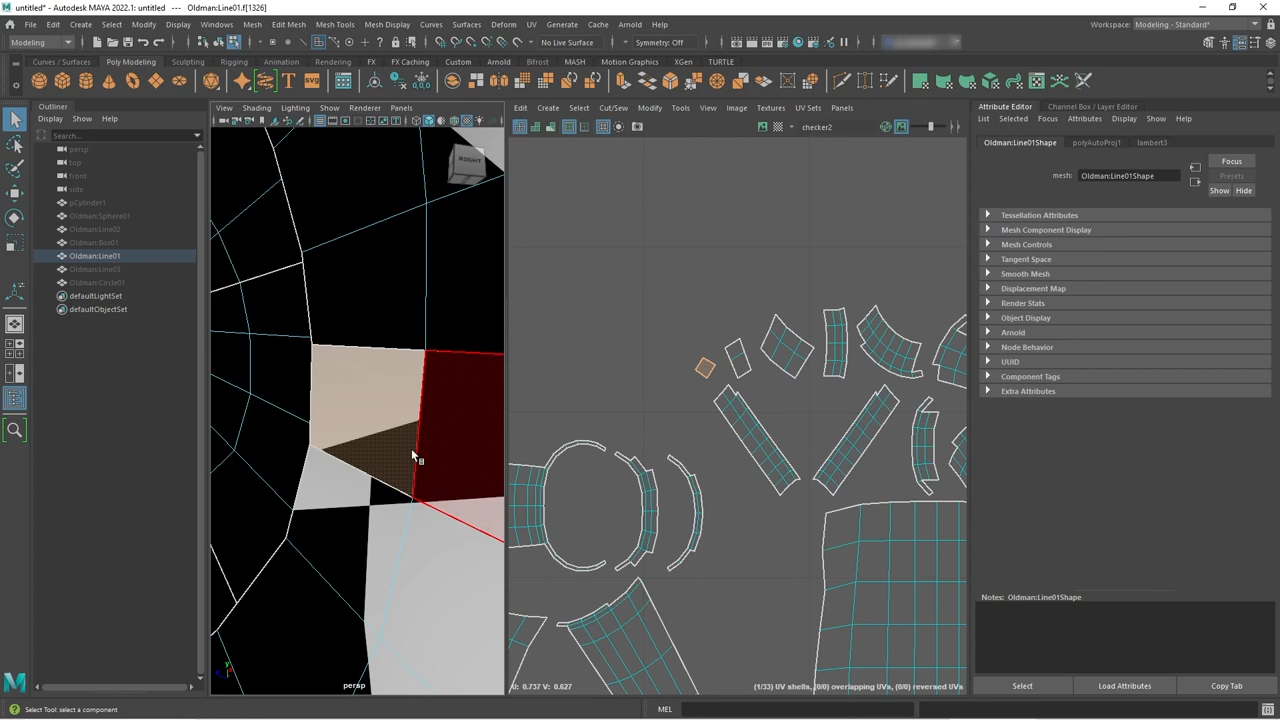 untitled* - Autodesk MAYA 2022.1: untitled --- Oldman:Line01.f[1326]
File Edit Create Select Modify Display Windows Mesh Edit Mesh Mesh Tools Mesh Display Curves Surfaces Deform UV Generate Cache Arnold Help
Workspace: Modeling - Standard*
Modeling
No Live Surface
Symmetry: Off
Curves / Surfaces Poly Modeling Sculpting Rigging Animation Rendering FX FX Caching Custom Arnold Bifrost MASH Motion Graphics XGen TURTLE
Outliner
Display Show Help
Search...
persp
top
front
side
pCylinder1
Oldman:Sphere01
Oldman:Line02
Oldman:Box01
Oldman:Line01
Oldman:Line03
Oldman:Circle01
defaultLightSet
defaultObjectSet
View Shading Lighting Show Renderer Panels
RIGHT
persp
Edit Create Select Cut/Sew Modify Tools View Image Textures UV Sets Panels
checker2
U: 0.737 V: 0.627
(1/33) UV shells, (0/0) overlapping UVs, (0/0) reversed UVs
Attribute Editor Channel Box / Layer Editor
List Selected Focus Attributes Display Show Help
Oldman:Line01Shape polyAutoProj1 lambert3
Focus
mesh: Oldman:Line01Shape
Presets
Show Hide
Tessellation Attributes
Mesh Component Display
Mesh Controls
Tangent Space
Smooth Mesh
Displacement Map
Render Stats
Object Display
Arnold
Node Behavior
UUID
Component Tags
Extra Attributes
Notes: Oldman:Line01Shape
Select Load Attributes Copy Tab
Select Tool: select a component
MEL